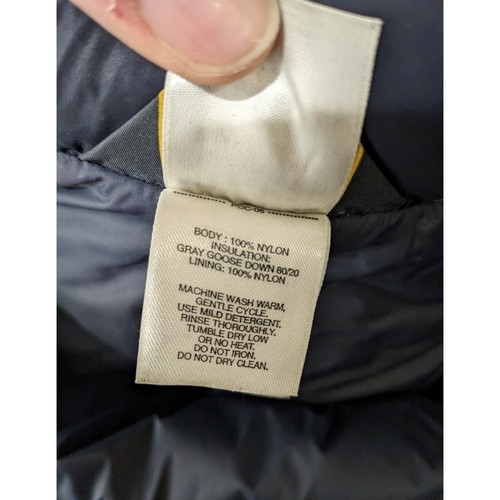 BODY : 100% NYLON
INSULATION:
GRAY GOOSE DOWN 80/20
LINING: 100% NYLON
MACHINE WASH WARM,
GENTLE CYCLE.
USE MILD DETERGENT.
RINSE THOROUGHLY.
TUMBLE DRY LOW
OR NO HEAT.
DO NOT IRON.
DO NOT DRY CLEAN.